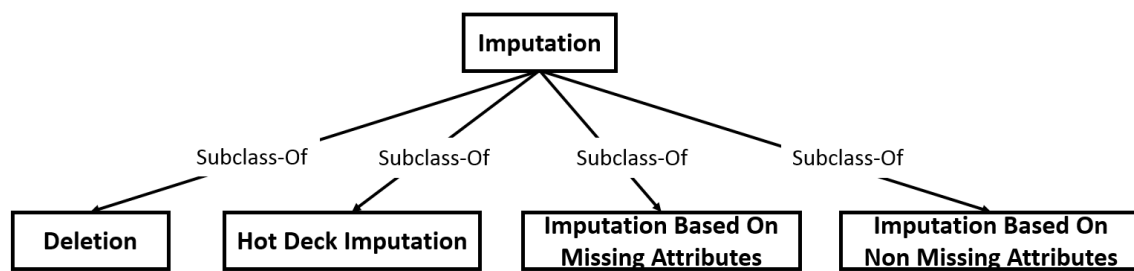 Imputation
Subclass-Of Subclass-Of Subclass-Of Subclass-Of
Deletion
Hot Deck Imputation
Imputation Based On
Missing Attributes
Imputation Based On
Non Missing Attributes